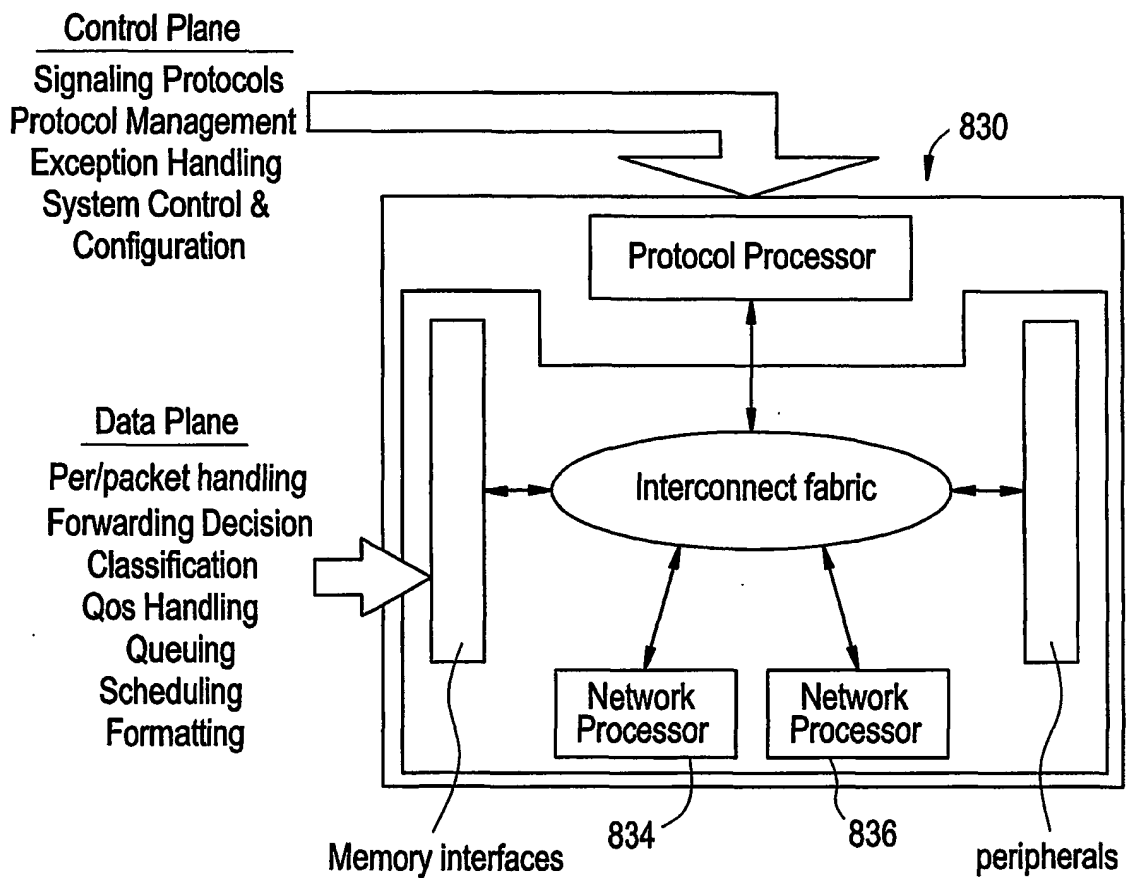 Control Plane
Signaling Protocols
Protocol Management
Exception Handling
System Control &
Configuration
830
Protocol Processor
Data Plane
Per/packet handling
Forwarding Decision
Classification
Qos Handling
Queuing
Scheduling
Formatting
Interconnect fabric
Network
Processor
Network
Processor
834
836
Memory interfaces
peripherals